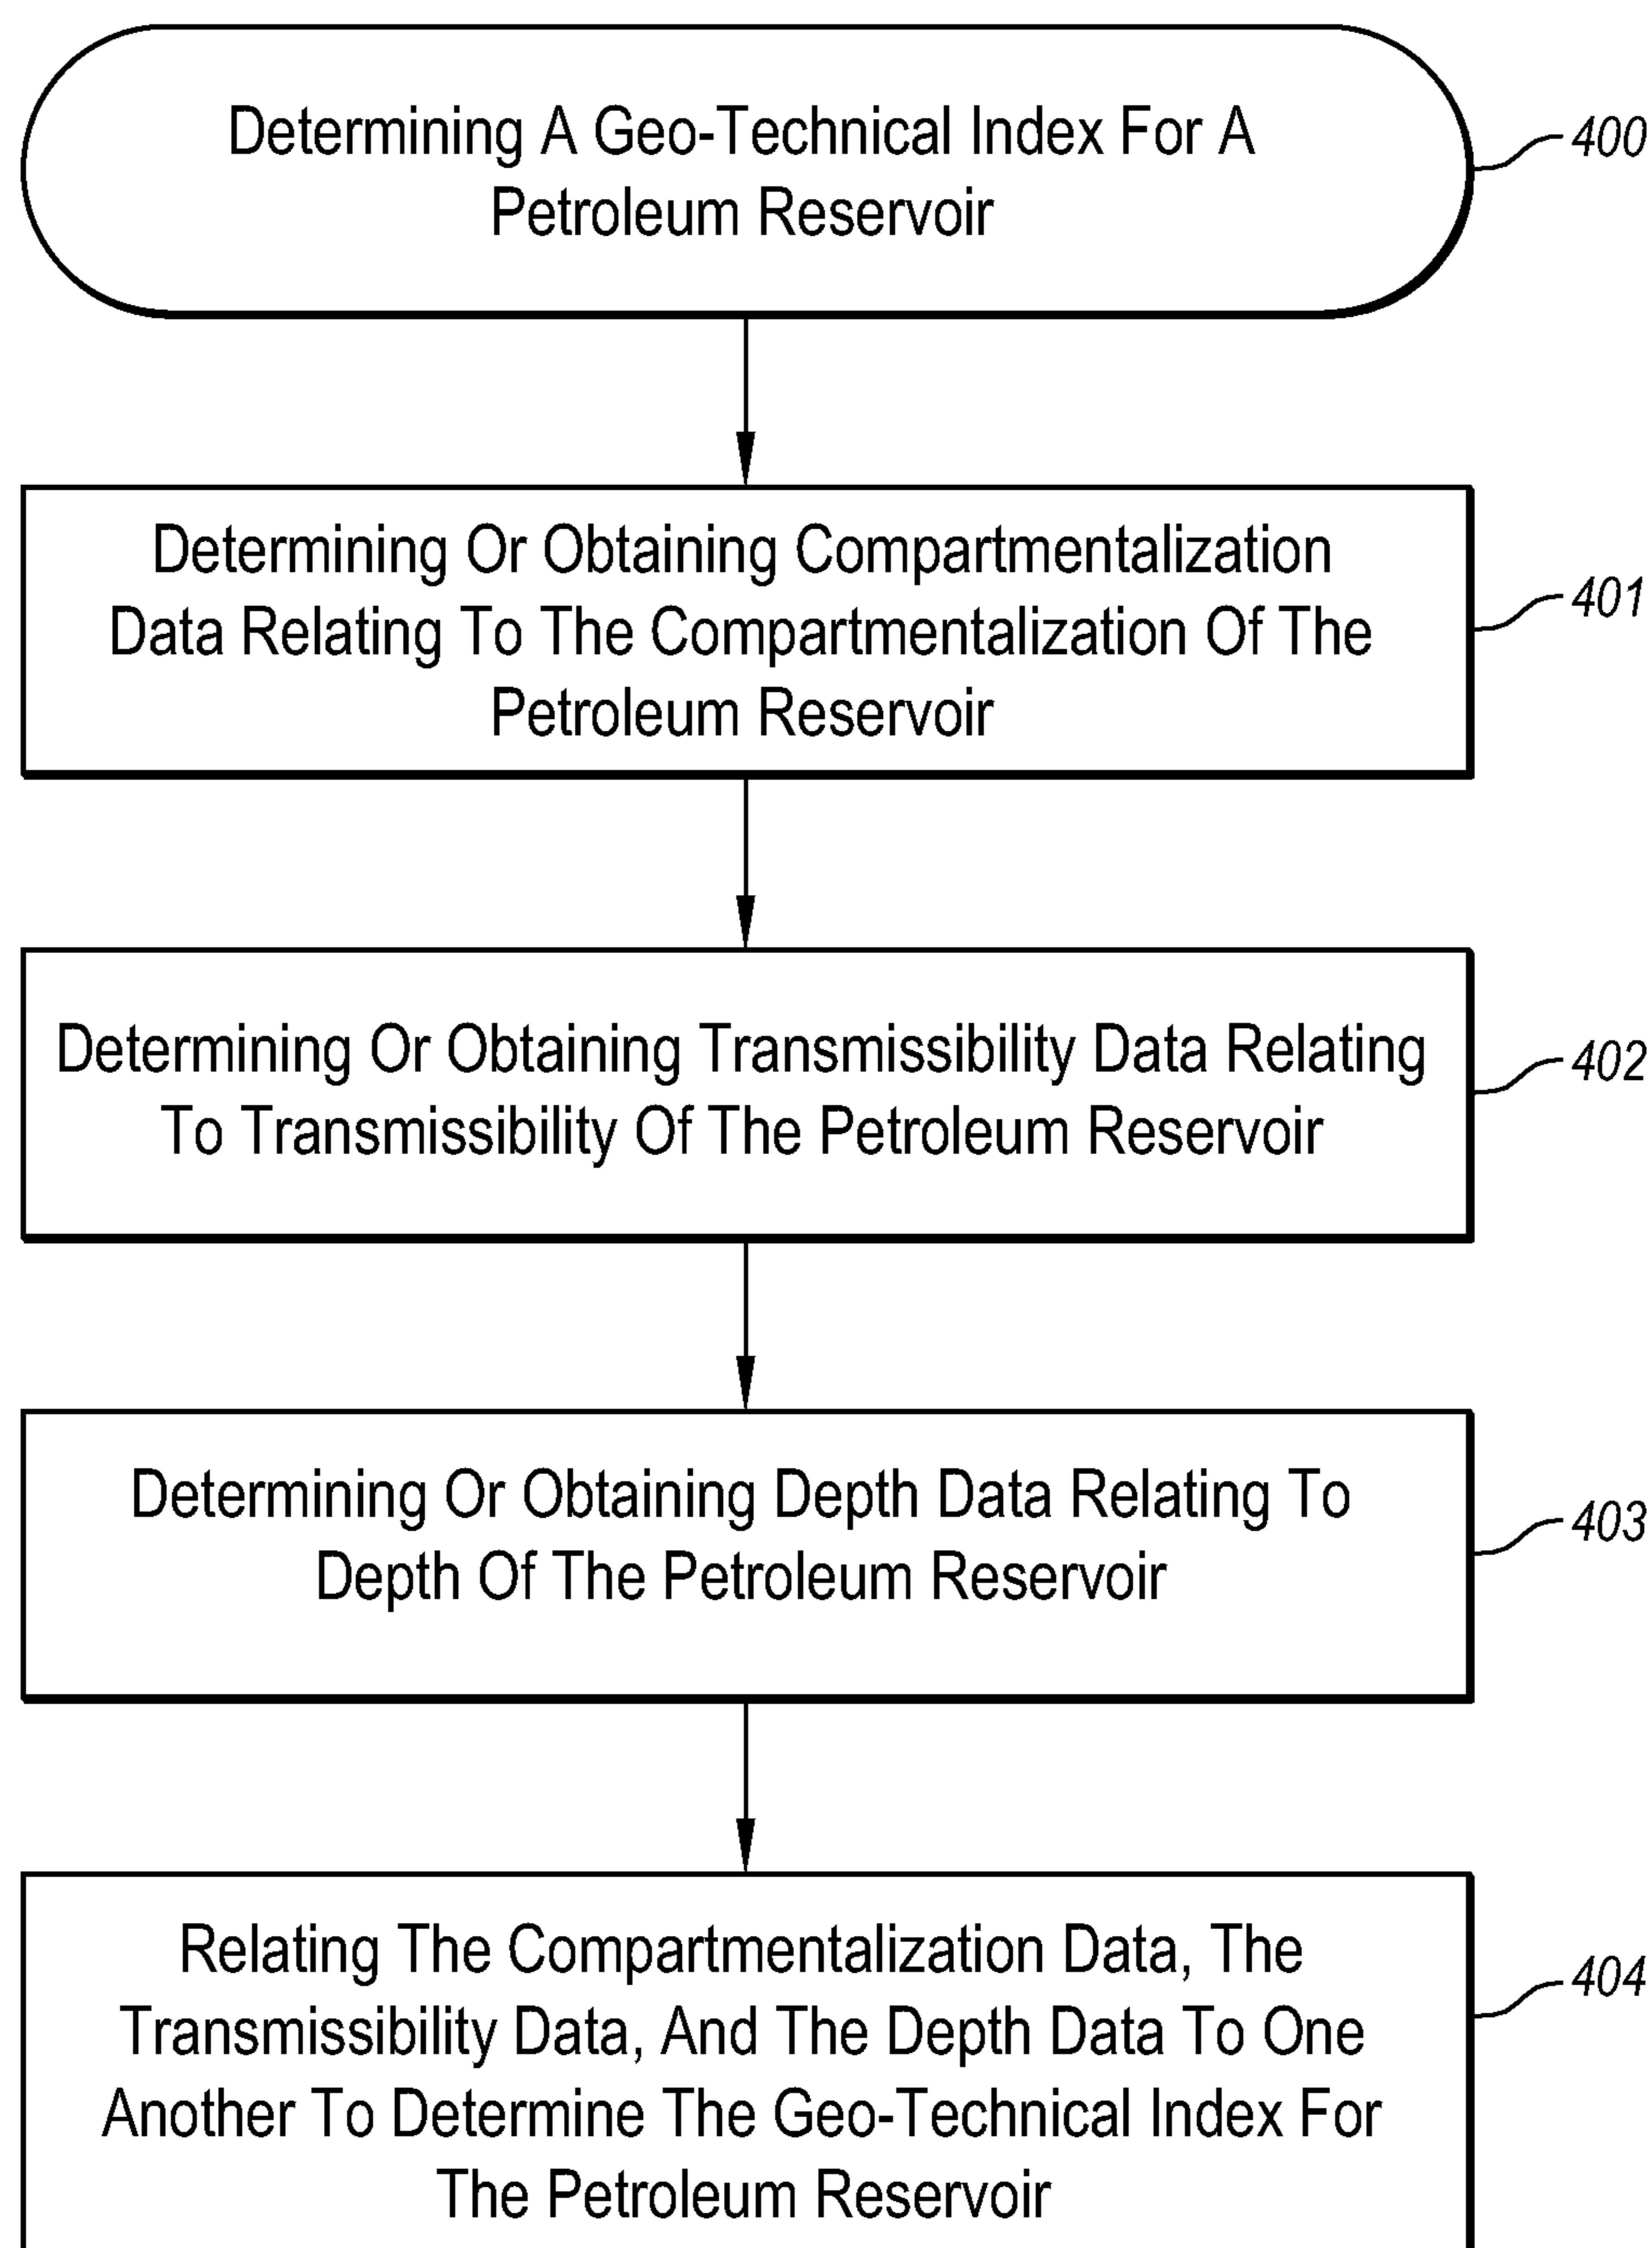 Determining A Geo-Technical Index For A
Petroleum Reservoir
400
Determining Or Obtaining Compartmentalization
Data Relating To The Compartmentalization Of The
Petroleum Reservoir
401
Determining Or Obtaining Transmissibility Data Relating
To Transmissibility Of The Petroleum Reservoir
402
Determining Or Obtaining Depth Data Relating To
Depth Of The Petroleum Reservoir
403
Relating The Compartmentalization Data, The
Transmissibility Data, And The Depth Data To One
Another To Determine The Geo-Technical Index For
The Petroleum Reservoir
404